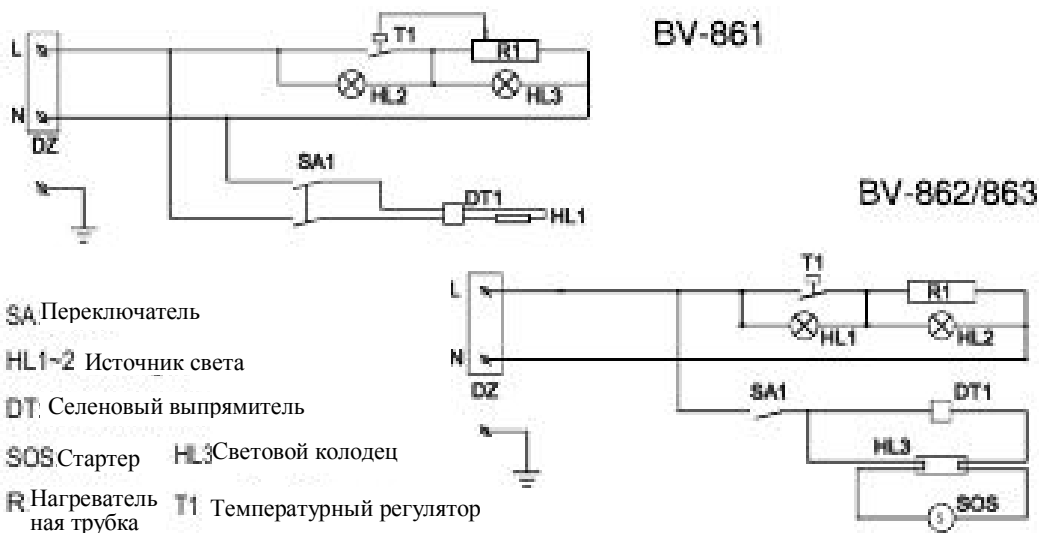 BV-861
L
T1
R1
HL2
HL3
N
DZ
SA1
DT1
HL1
BV-862/863
L
T1
R1
HL1
HL2
N
DZ
SA1
DT1
HL3
SOS
S
SA Переключатель
HL1~2 Источник света
DT: Селеновый выпрямитель
SOS Стартер HL3 Световой колодец
R Нагреватель
ная трубка
T1 Температурный регулятор